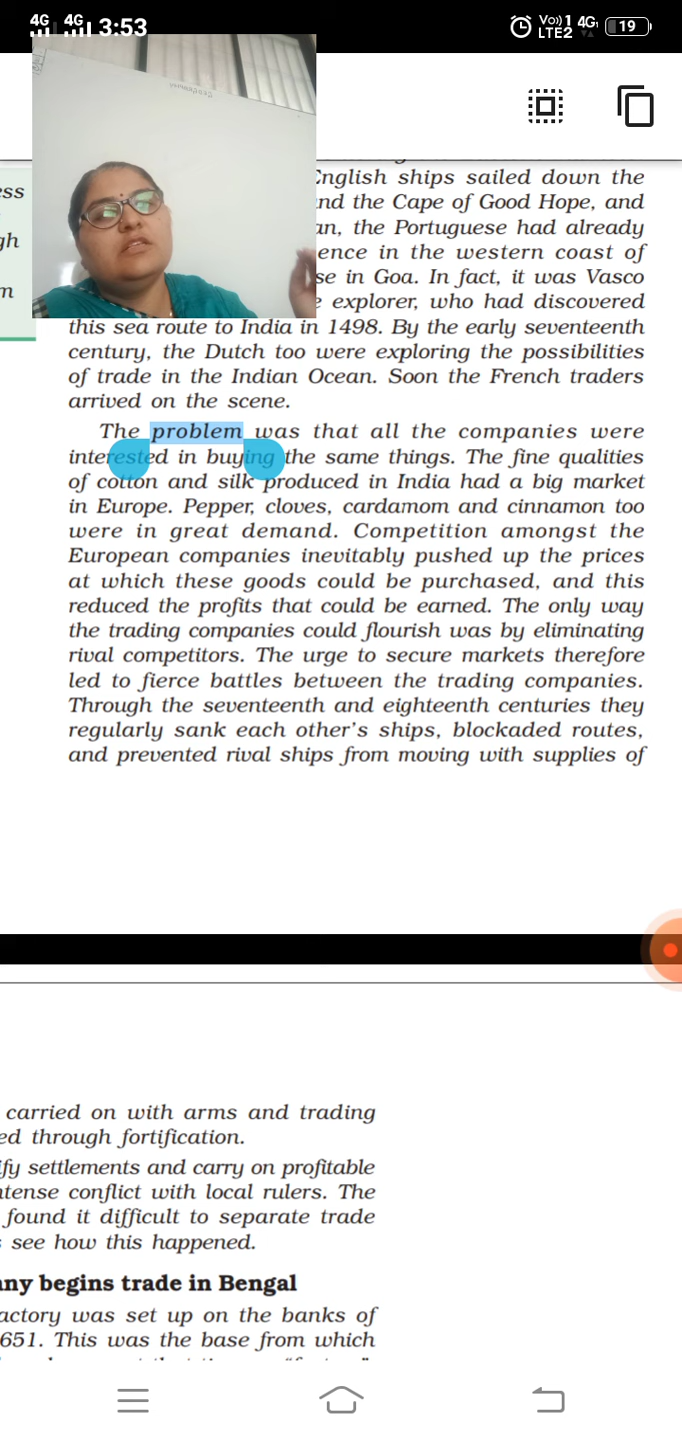 4G 4G 3:53
Vo)) 1 4G
LTE2
19
ess
gh
m
English ships sailed down the
the Cape of Good Hope, and
the Portuguese had already
in the western coast of
in Goa. In fact, it was Vasco
explorer, who had discovered
this sea route to India in 1498. By the early seventeenth
century, the Dutch too were exploring the possibilities
of trade in the Indian Ocean. Soon the French traders
arrived on the scene.
The problem was that all the companies were
interested in buying the same things. The fine qualities
of cotton and silk produced in India had a big market
in Europe. Pepper, cloves, cardamom and cinnamon too
were in great demand. Competition amongst the
European companies inevitably pushed up the prices
at which these goods could be purchased, and this
reduced the profits that could be earned. The only way
the trading companies could flourish was by eliminating
rival competitors. The urge to secure markets therefore
led to fierce battles between the trading companies.
Through the seventeenth and eighteenth centuries they
regularly sank each other's ships, blockaded routes,
and prevented rival ships from moving with supplies of
carried on with arms and trading
ed through fortification.
ify settlements and carry on profitable
ntense conflict with local rulers. The
found it difficult to separate trade
see how this happened.
any begins trade in Bengal
actory was set up on the banks of
651. This was the base from which